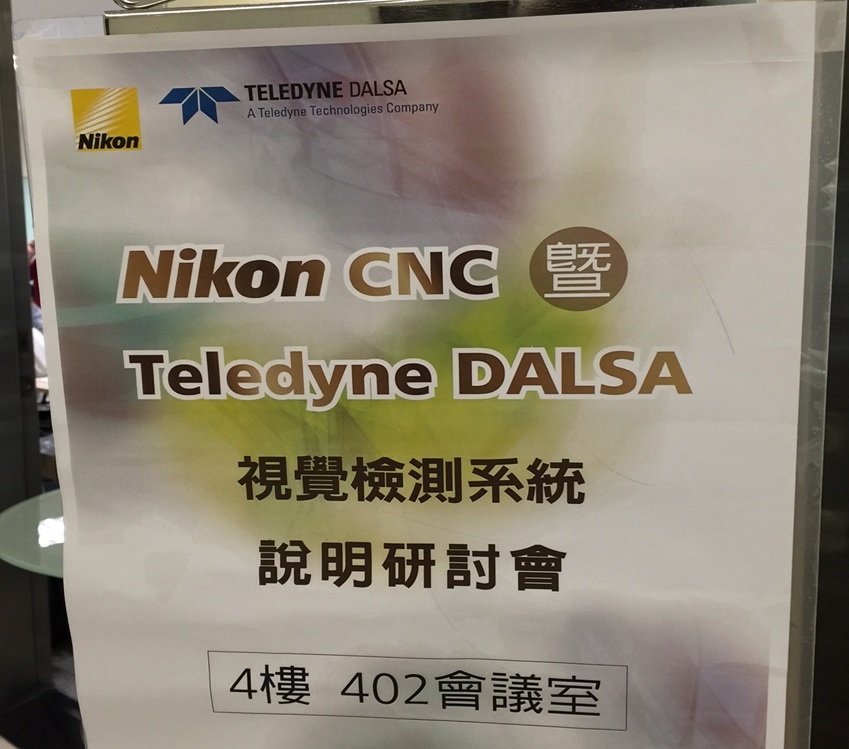 Nikon
TELEDYNE DALSA
A Teledyne Technologies Company
Nikon CNC 暨
Teledyne DALSA
視覺檢測系統
說明研討會
4樓 402會議室